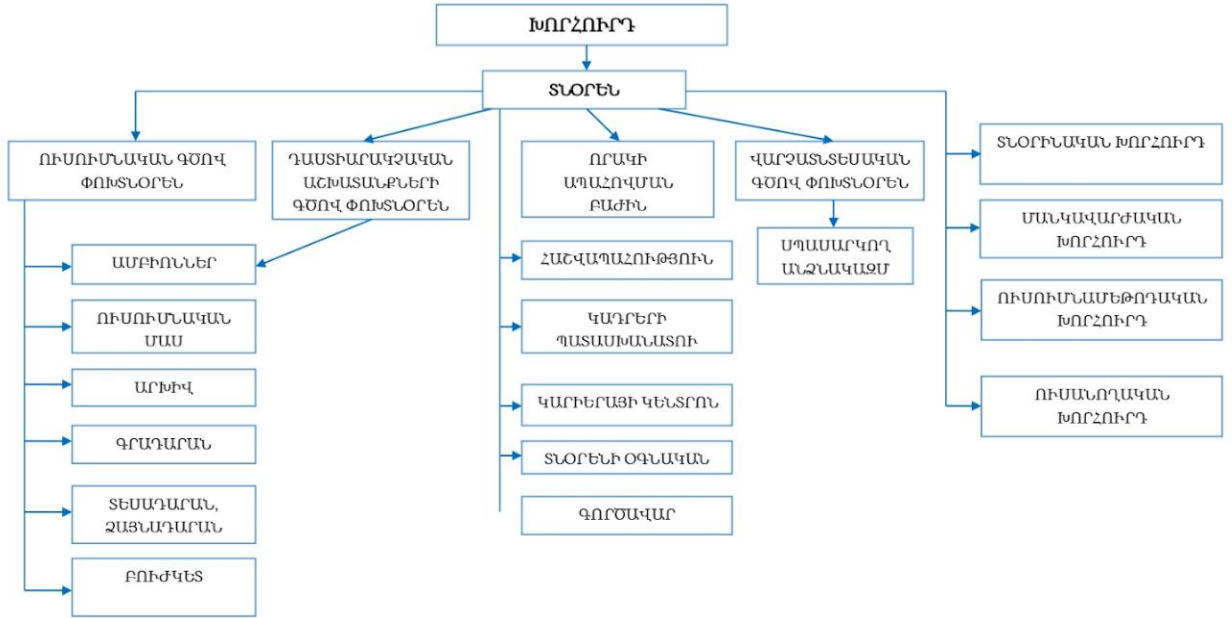 ԽՈՐՀՈՒՐԴ
ՏՆՕՐԵՆ
ՈՒՍՈՒՄՆԱԿԱՆ ԳԾՈՎ
ՓՈԽՏՆՕՐԵՆ
ԴԱՍՏԻԱՐԱԿՉԱԿԱՆ
ԱՇԽԱՏԱՆՔՆԵՐԻ
ԳԾՈՎ ՓՈԽՏՆՕՐԵՆ
ՈՐԱԿԻ
ԱՊԱՀՈՎՄԱՆ
ԲԱԺԻՆ
ՎԱՐՉԱՏՆՏԵՍԱԿԱՆ
ԳԾՈՎ ՓՈԽՏՆՕՐԵՆ
ՏՆՕՐԻՆԱԿԱՆ ԽՈՐՀՈՒՐԴ
ԱՄԲԻՈՆՆԵՐ
ՈՒՍՈՒՄՆԱԿԱՆ
ՄԱՍ
ԱՐԽԻՎ
ԳՐԱԴԱՐԱՆ
ՏԵՍԱԴԱՐԱՆ,
ՁԱՅՆԱԴԱՐԱՆ
ԲՈՒԺԿԵՏ
ՀԱՇՎԱՊԱՀՈՒԹՅՈՒՆ
ԿԱԴՐԵՐԻ
ՊԱՏԱՍԽԱՆԱՏՈՒ
ԿԱՐԻԵՐԱՅԻ ԿԵՆՏՐՈՆ
ՏՆՕՐԵՆԻ ՕԳՆԱԿԱՆ
ԳՈՐԾԱՎԱՐ
ՍՊԱՍԱՐԿՈՂ
ԱՆՁՆԱԿԱԶՄ
ՄԱՆԿԱՎԱՐԺԱԿԱՆ
ԽՈՐՀՈՒՐԴ
ՈՒՍՈՒՄՆԱՄԵԹՈԴԱԿԱՆ
ԽՈՐՀՈՒՐԴ
ՈՒՍԱՆՈՂԱԿԱՆ
ԽՈՐՀՈՒՐԴ